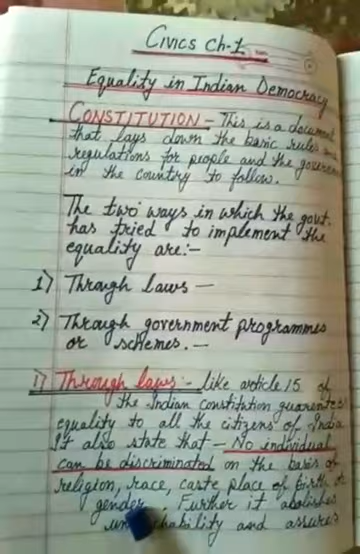 Civics Ch-1
Equality in Indian Democracy
CONSTITUTION - This is a docum
that lays down the basic rules
regulations for people and the govern
in the country to follow.
The two ways in which the govt.
has tried to implement the
equality are:-
1) Through laws -
2) Through government programmes
or schemes. -
1) Through laws:- like article 15 of
the Indian constitution guarantees
equality to all the citizens of India
It also state that - No individual
can be discriminated on the basis of
religion, race, caste place of birth or
gender. Further it abolishes
and assures